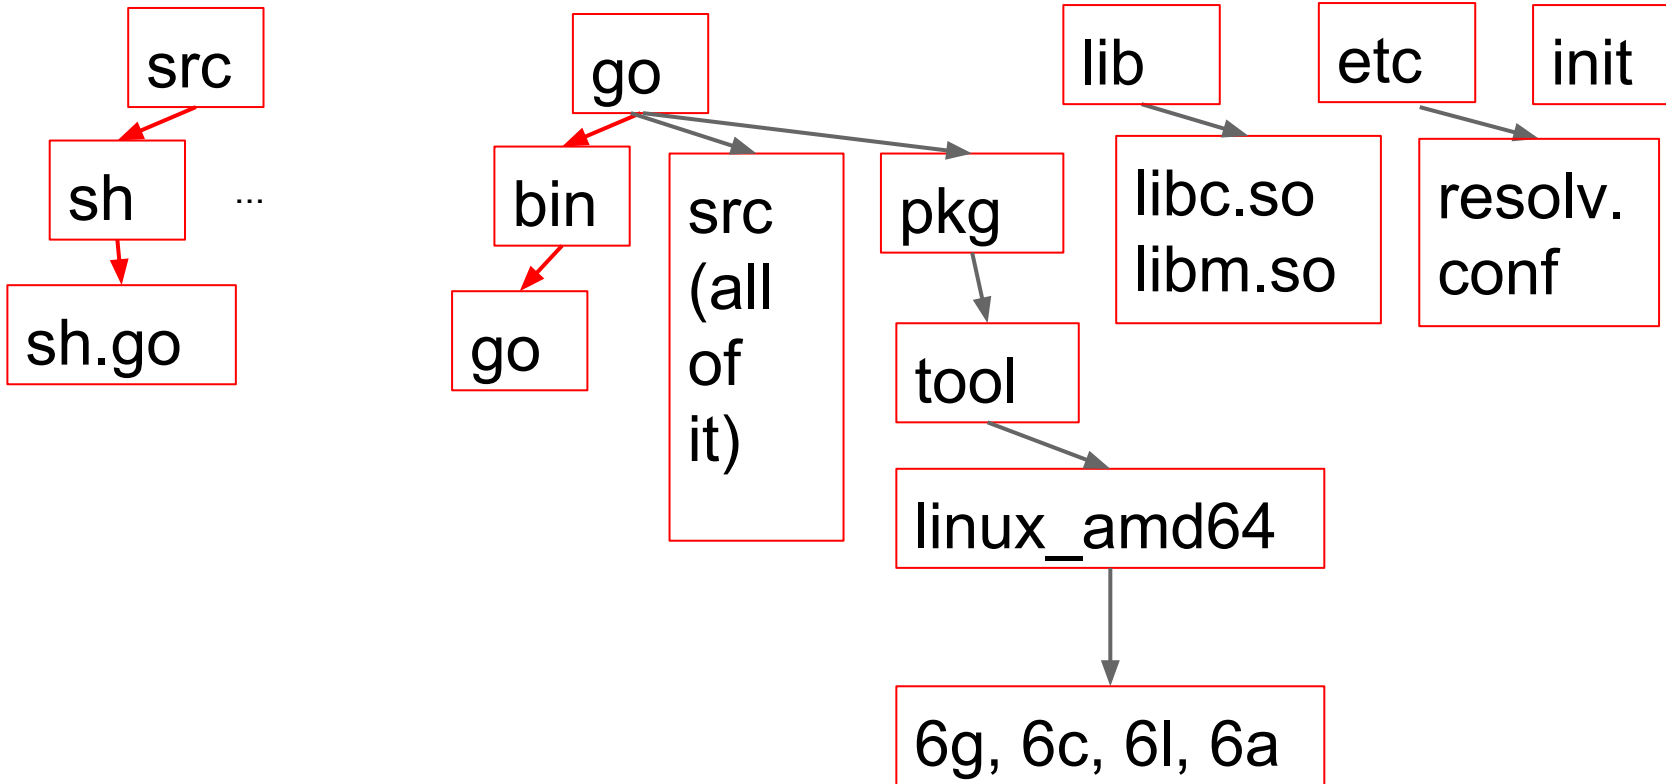 src
go
lib
etc
init
sh
...
bin
src
(all
of
it)
pkg
libc.so
libm.so
resolv.
conf
sh.go
go
tool
linux_amd64
6g, 6c, 6l, 6a